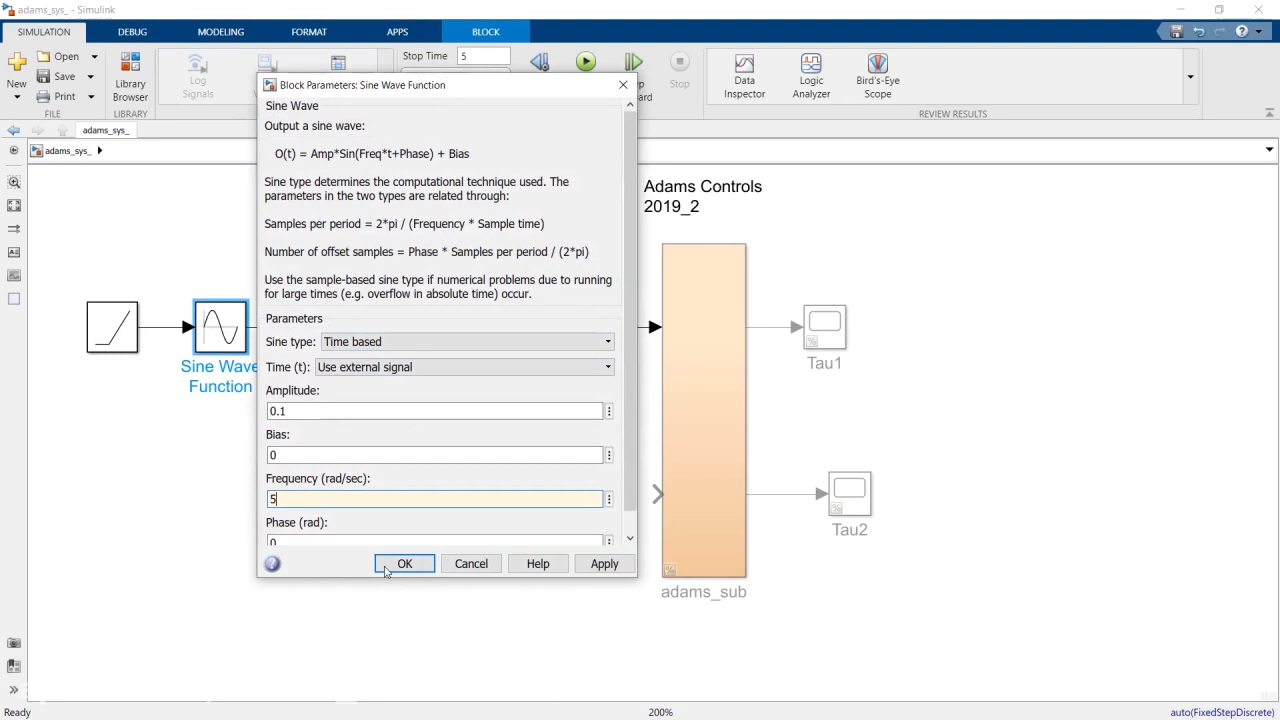 adams_sys_ - Simulink
SIMULATION DEBUG MODELING FORMAT APPS BLOCK
New
Open
Save
Print
FILE
Library
Browser
LIBRARY
Log
Signals
Stop Time 5
Stop
Data
Inspector
Logic
Analyzer
Bird's-Eye
Scope
REVIEW RESULTS
adams_sys_
adams_sys_
Block Parameters: Sine Wave Function
Sine Wave
Output a sine wave:
O(t) = Amp*Sin(Freq*t+Phase) + Bias
Sine type determines the computational technique used. The
parameters in the two types are related through:
Samples per period = 2*pi / (Frequency * Sample time)
Number of offset samples = Phase * Samples per period / (2*pi)
Use the sample-based sine type if numerical problems due to running
for large times (e.g. overflow in absolute time) occur.
Parameters
Sine type: Time based
Time (t): Use external signal
Amplitude:
0.1
Bias:
0
Frequency (rad/sec):
5
Phase (rad):
0
OK Cancel Help Apply
Sine Wave
Function
Adams Controls
2019_2
Tau1
Tau2
adams_sub
Ready 200% auto(FixedStepDiscrete)